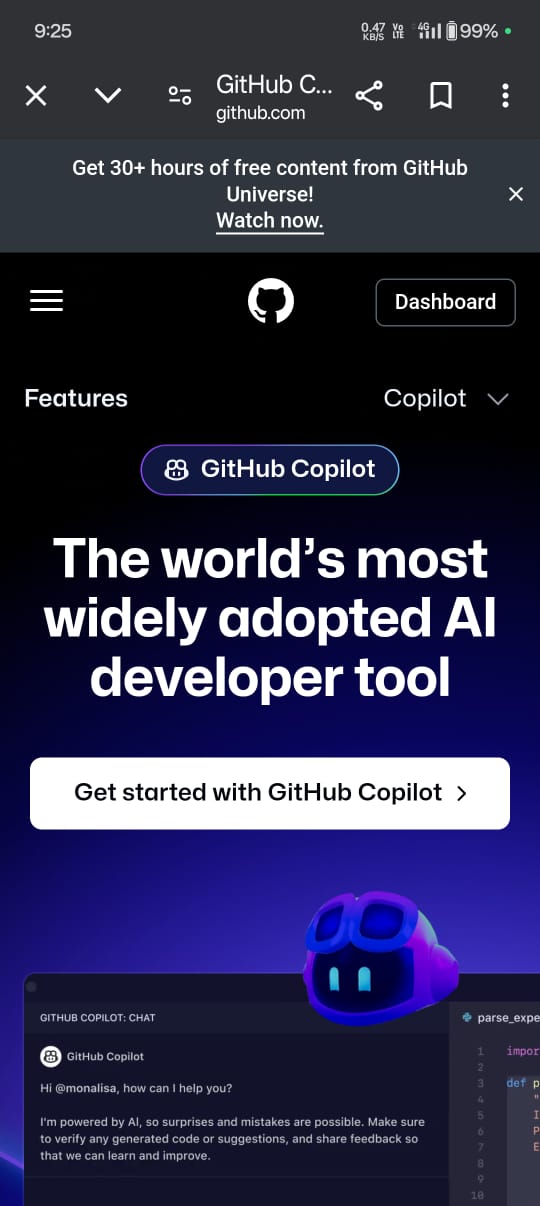 9:25
0.47 KB/S Vo LTE 4G 99%
GitHub C...
github.com
Get 30+ hours of free content from GitHub
Universe!
Watch now.
Dashboard
Features
Copilot
GitHub Copilot
The world’s most
widely adopted AI
developer tool
Get started with GitHub Copilot
GITHUB COPILOT: CHAT
GitHub Copilot
Hi @monalisa, how can I help you?
I'm powered by AI, so surprises and mistakes are possible. Make sure
to verify any generated code or suggestions, and share feedback so
that we can learn and improve.
parse_expe
1 impor
2
3 def p
4 "
5 I
6 P
7 E
8
9
10